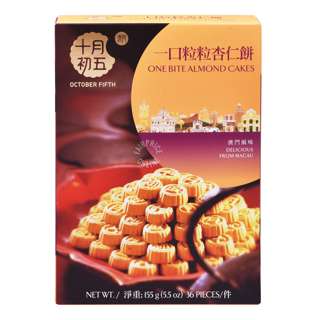 十月
初五
OCTOBER FIFTH
一口粒粒杏仁餅
ONE BITE ALMOND CAKES
澳門風味
DELICIOUS
FROM MACAU
FAIRPRICE
NET WT. / 淨重: 155 g (5.5 oz) 36 PIECES/件